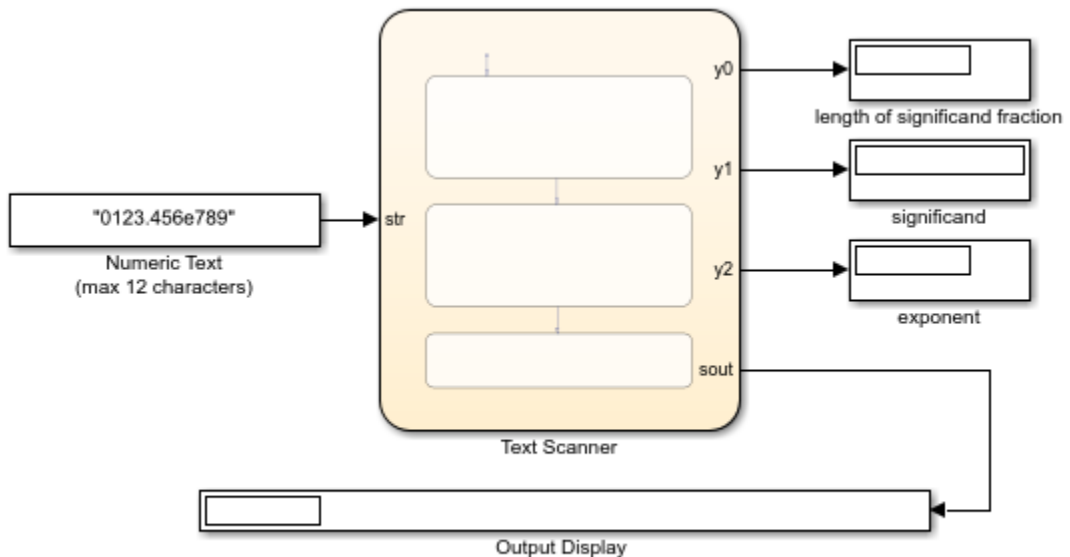 y0
length of significand fraction
y1
significand
"0123.456e789"
str
Numeric Text
(max 12 characters)
y2
exponent
sout
Text Scanner
Output Display